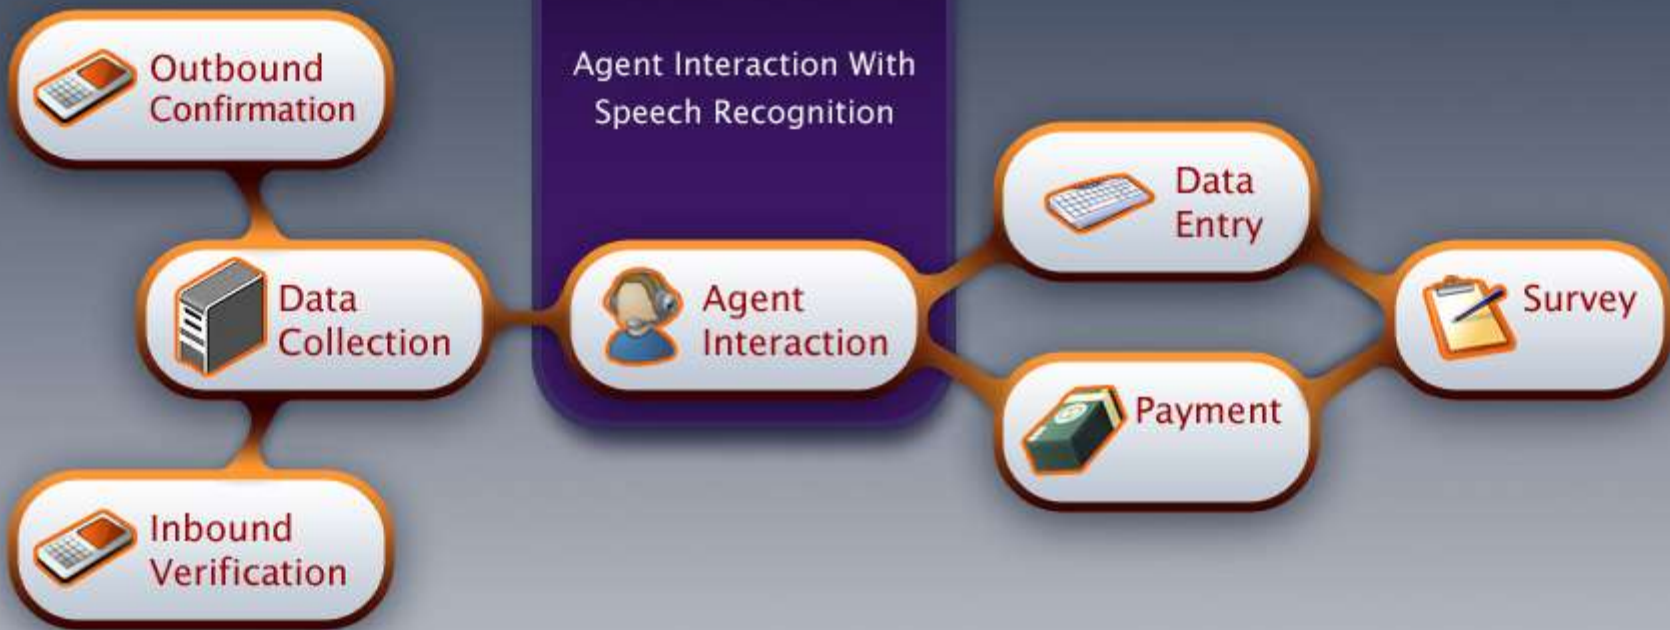 Outbound
Confirmation
Agent Interaction With
Speech Recognition
Data
Entry
Data
Collection
Agent
Interaction
Survey
Payment
Inbound
Verification